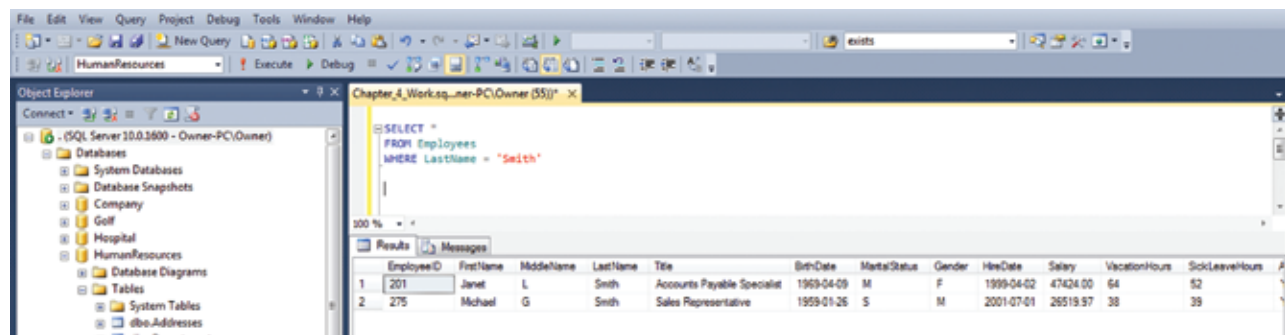 File Edit View Query Project Debug Tools Window Help
New Query exists
HumanResources Execute Debug
Object Explorer
Connect
. (SQL Server 10.0.1600 - Owner-PC\Owner)
Databases
System Databases
Database Snapshots
Company
Golf
Hospital
HumanResources
Database Diagrams
Tables
System Tables
dbo.Addresses
Chapter_4_Work.sq...ner-PC\Owner (55))*
SELECT *
FROM Employees
WHERE LastName = 'Smith'
100 %
Results Messages
EmployeeID FirstName MiddleName LastName Title BirthDate MaritalStatus Gender HireDate Salary VacationHours SickLeaveHours A
1 201 Janet L Smith Accounts Payable Specialist 1969-04-09 M F 1999-04-02 47424.00 64 52
2 275 Michael G Smith Sales Representative 1959-01-26 S M 2001-07-01 26519.97 38 39